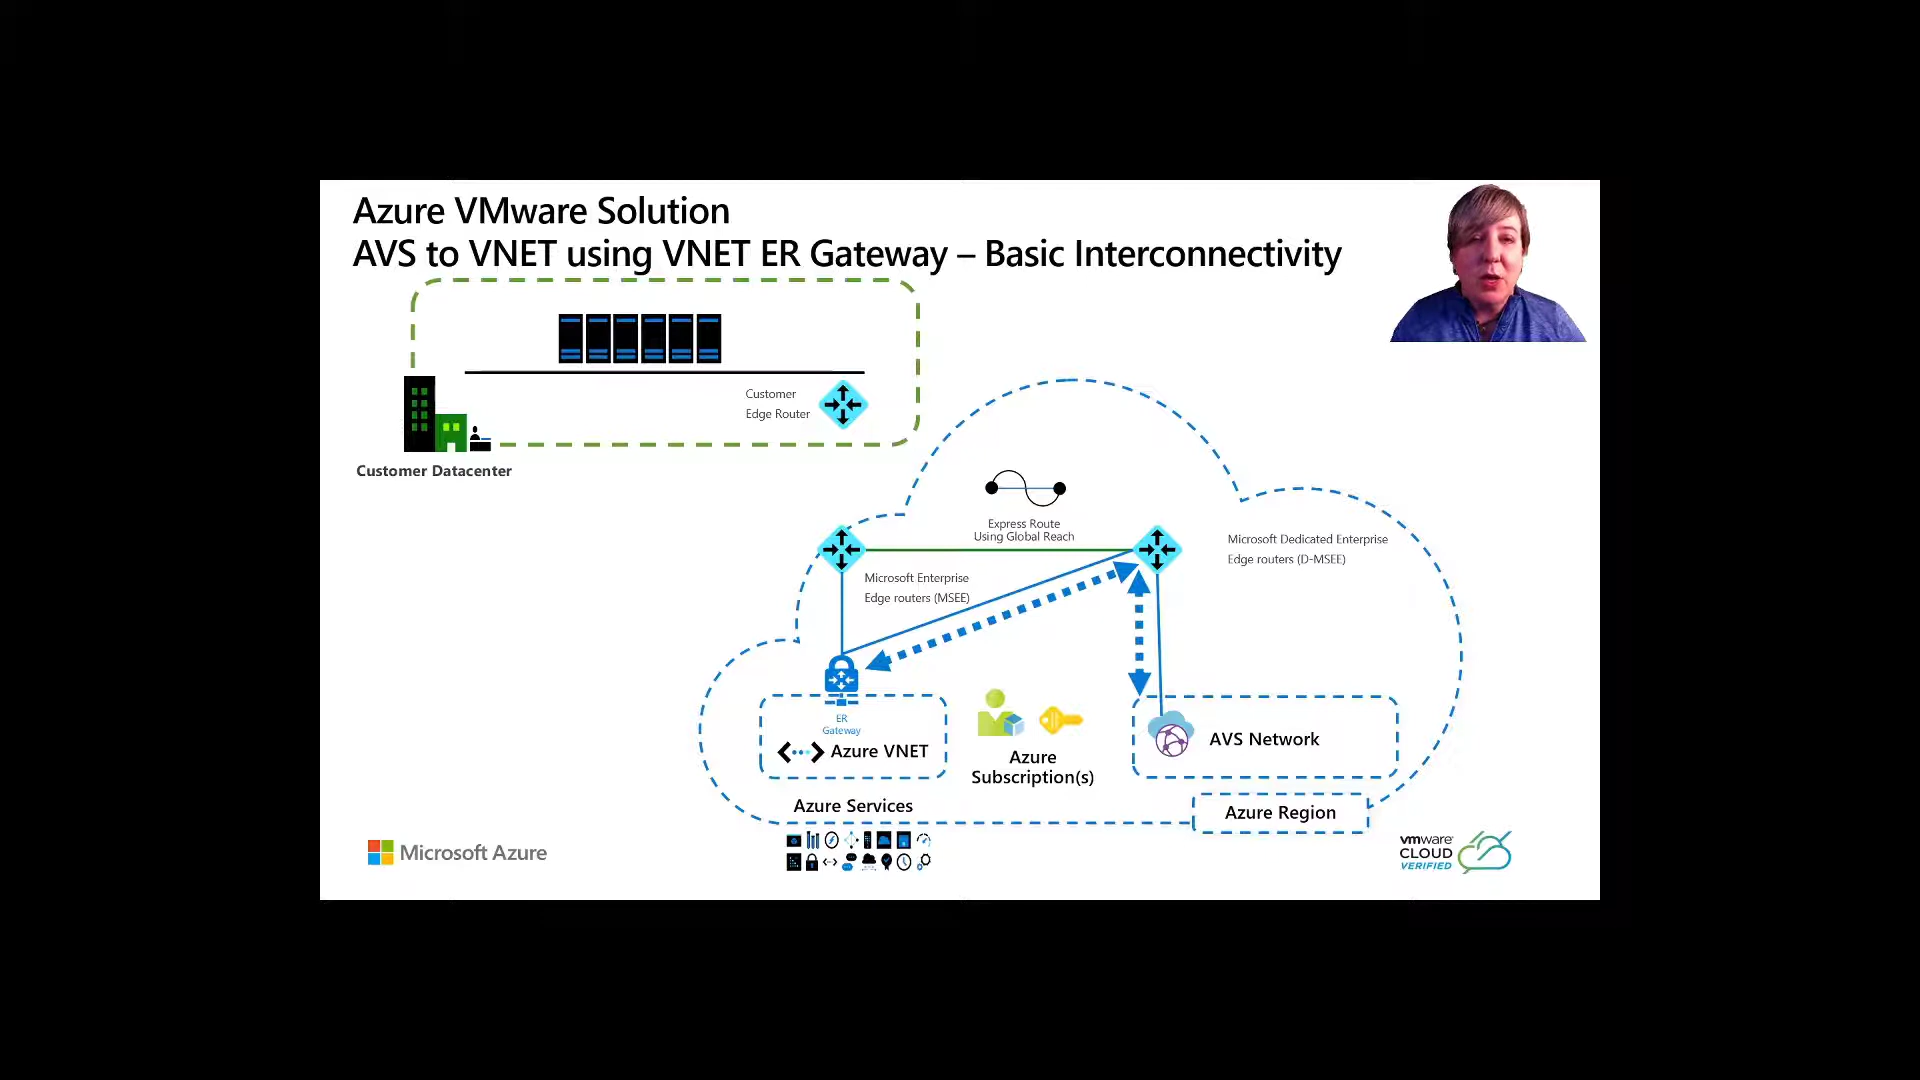 Azure VMware Solution
AVS to VNET using VNET ER Gateway – Basic Interconnectivity
Customer
Edge Router
Customer Datacenter
Express Route
Using Global Reach
Microsoft Dedicated Enterprise
Edge routers (D-MSEE)
Microsoft Enterprise
Edge routers (MSEE)
ER
Gateway
Azure VNET
Azure
Subscription(s)
AVS Network
Azure Services
Azure Region
Microsoft Azure
vmware
CLOUD
VERIFIED